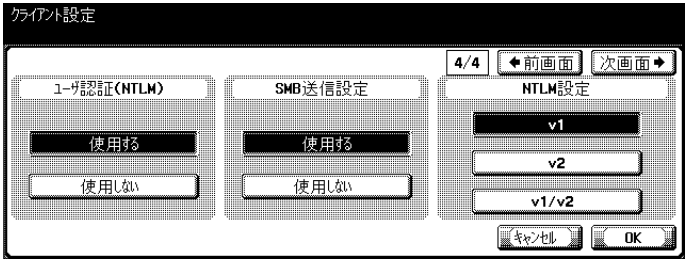 クライアント設定
4/4 ←前画面 次画面→
ユーザ認証(NTLM) SMB送信設定 NTLM設定
使用する 使用する v1
使用しない 使用しない v2
v1/v2
キャンセル OK